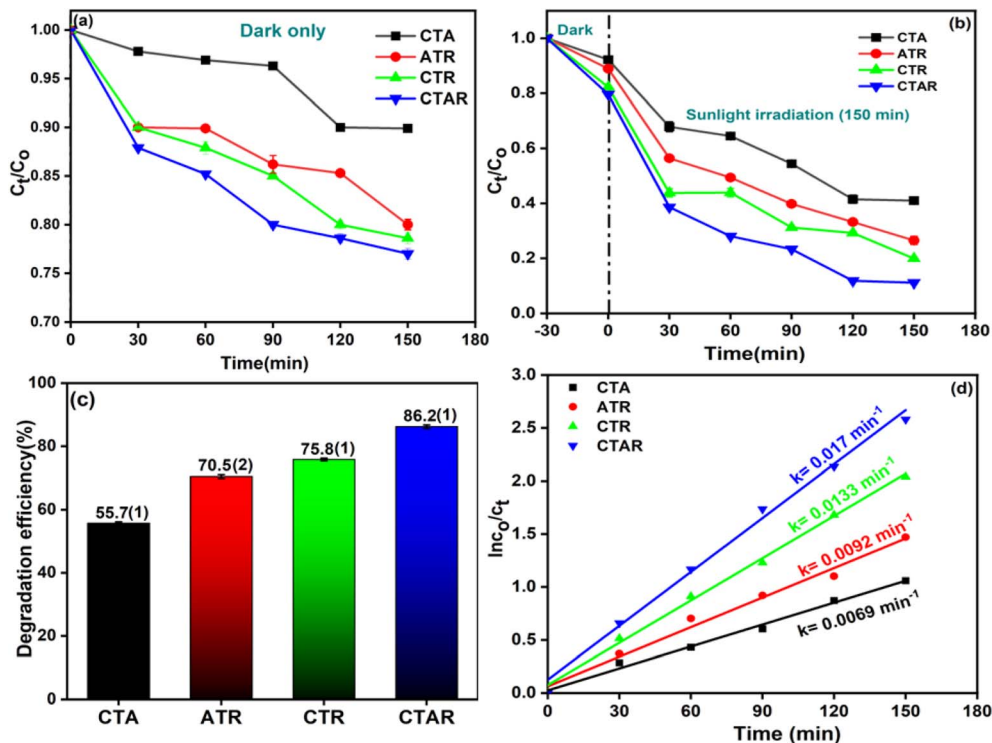 (a)
Dark only
CTA
ATR
CTR
CTAR
1.00
0.95
0.90
0.85
0.80
0.75
0.70
Ct/Co
0 30 60 90 120 150 180
Time(min)
(b)
Dark
CTA
ATR
CTR
CTAR
Sunlight irradiation (150 min)
1.0
0.8
0.6
0.4
0.2
0.0
Ct/Co
-30 0 30 60 90 120 150 180
Time(min)
(c)
100
80
60
40
20
0
Degradation efficiency(%)
55.7(1)
70.5(2)
75.8(1)
86.2(1)
CTA ATR CTR CTAR
(d)
CTA
ATR
CTR
CTAR
3.0
2.5
2.0
1.5
1.0
0.5
0.0
lnco/ct
k= 0.017 min-1
k= 0.0133 min-1
k= 0.0092 min-1
k= 0.0069 min-1
0 30 60 90 120 150 180
Time (min)